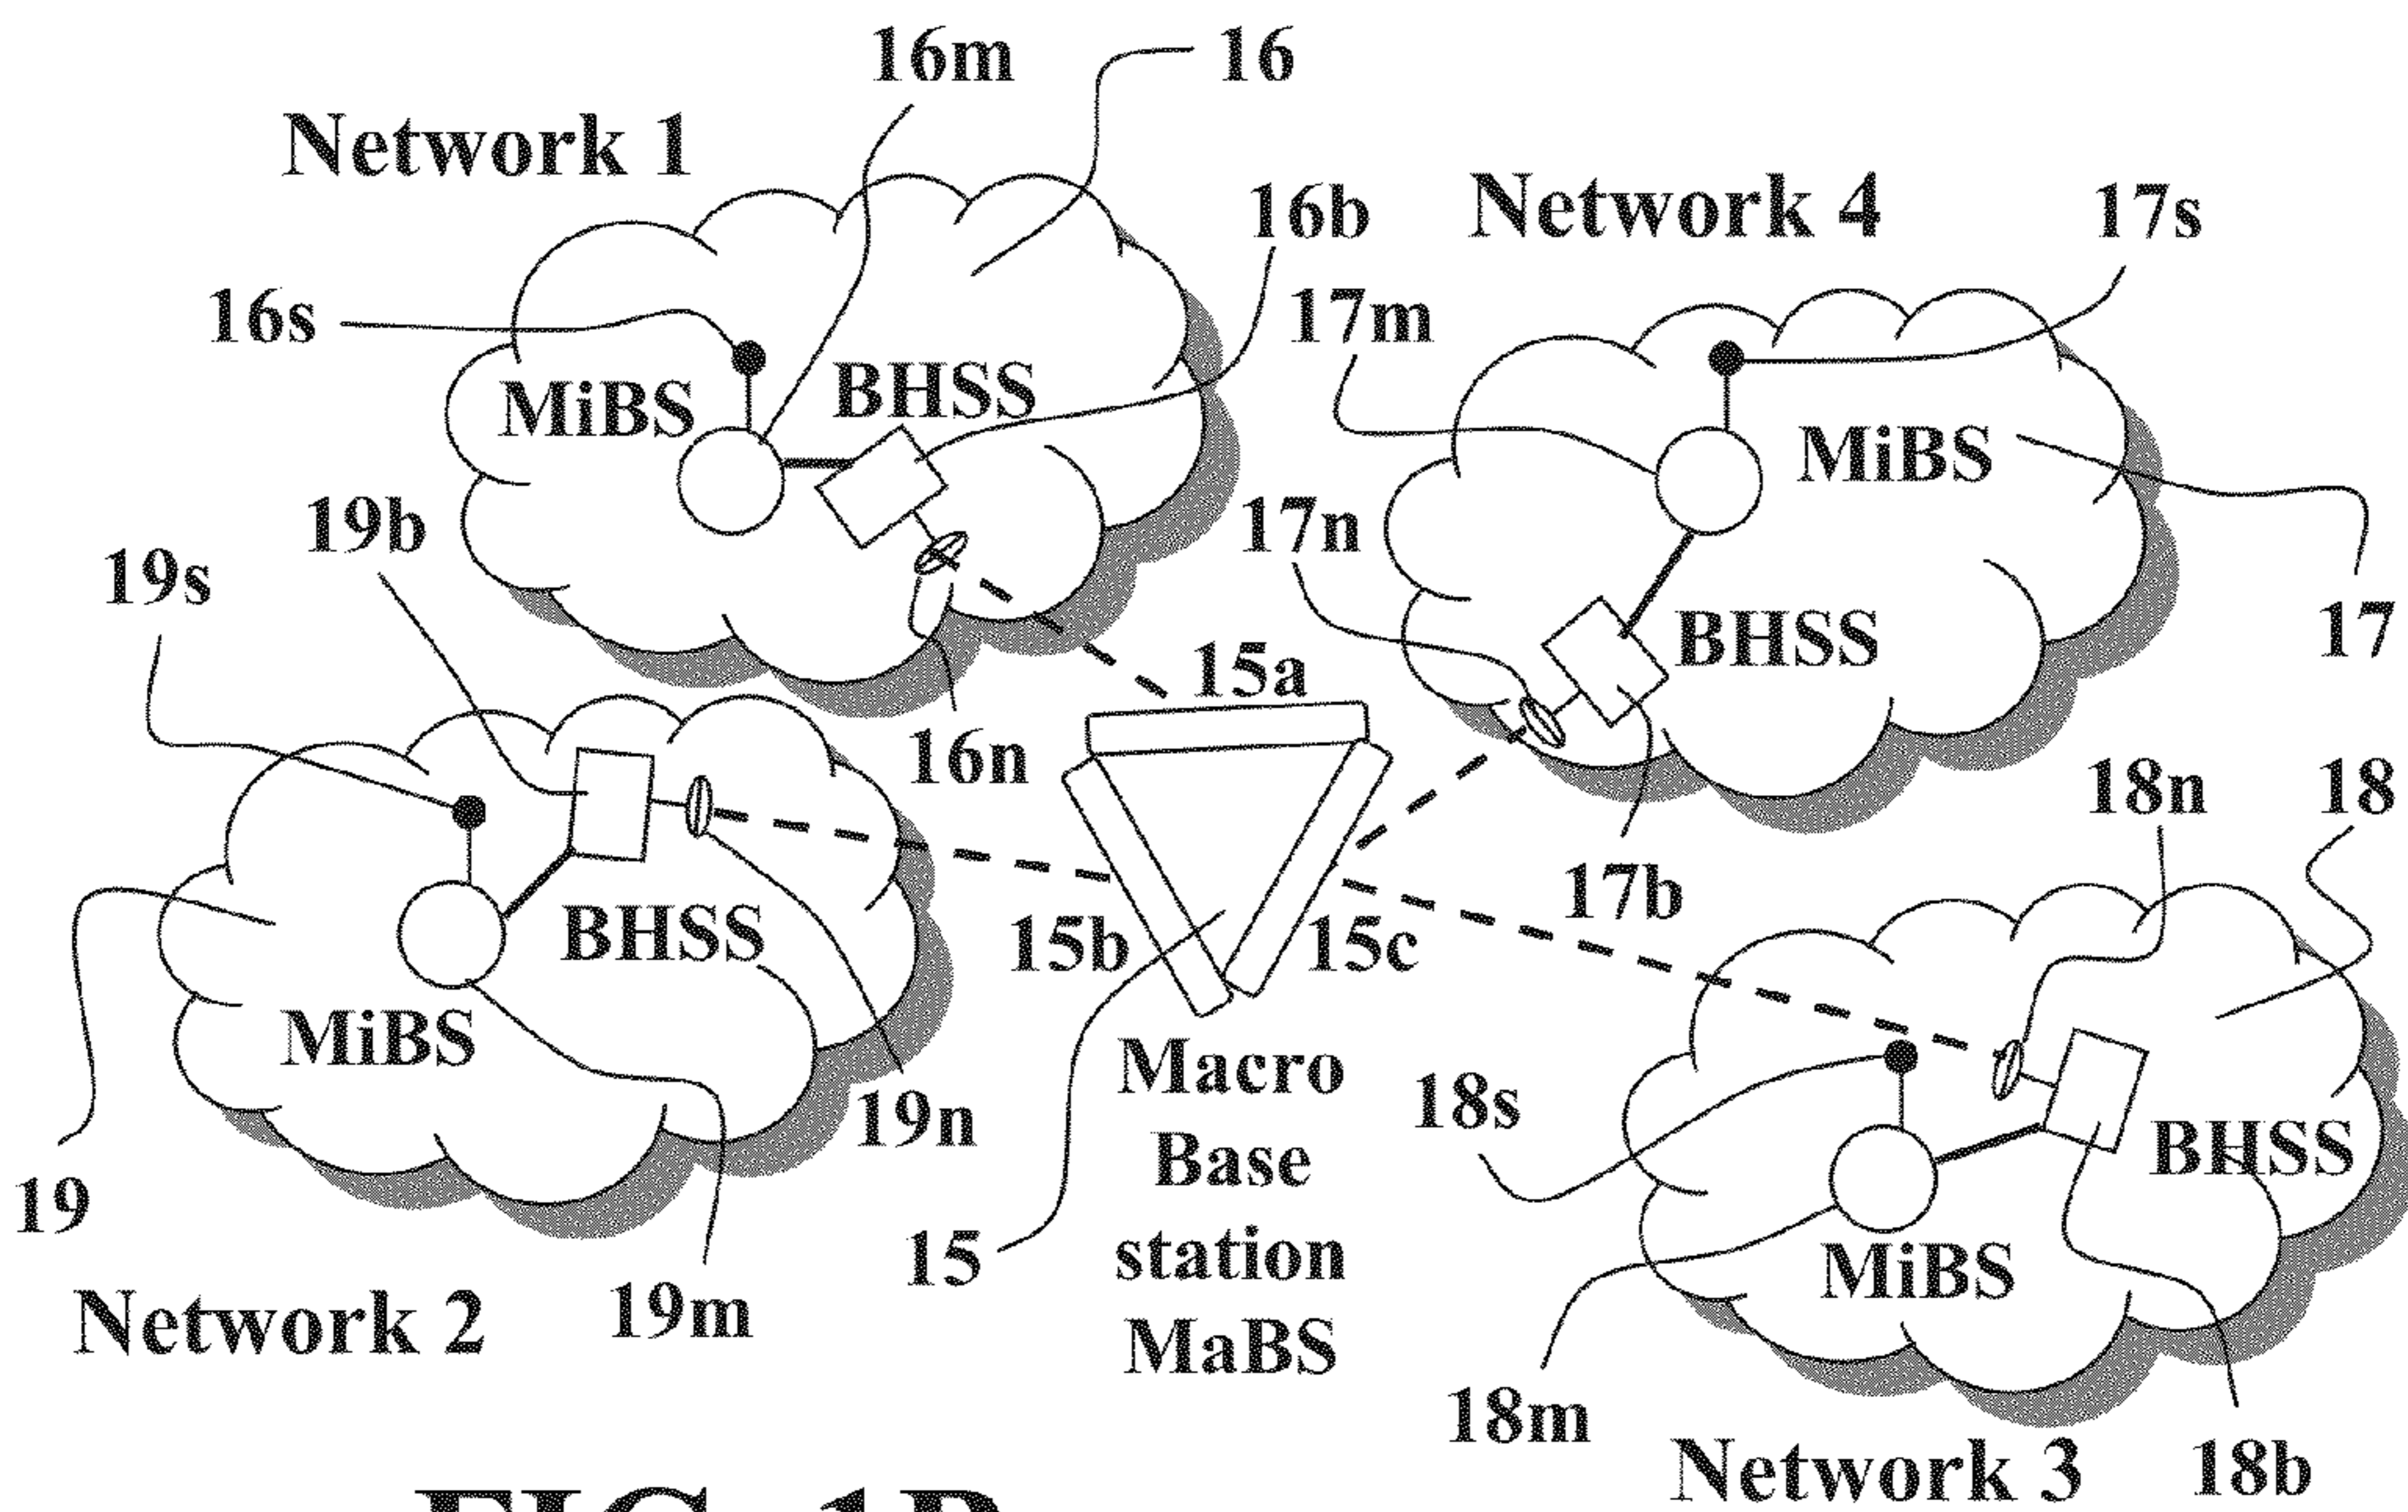 16m
16
Network 1
16b
Network 4
17s
16s
17m
MiBS
BHSS
MiBS
19b
17n
19s
17
BHSS
15a
16n
18n
18
17b
BHSS
15b
15c
MiBS
Macro
Base
station
MaBS
18s
19n
BHSS
19
15
MiBS
Network 2
19m
18m
Network 3
18b
FIG. 1B